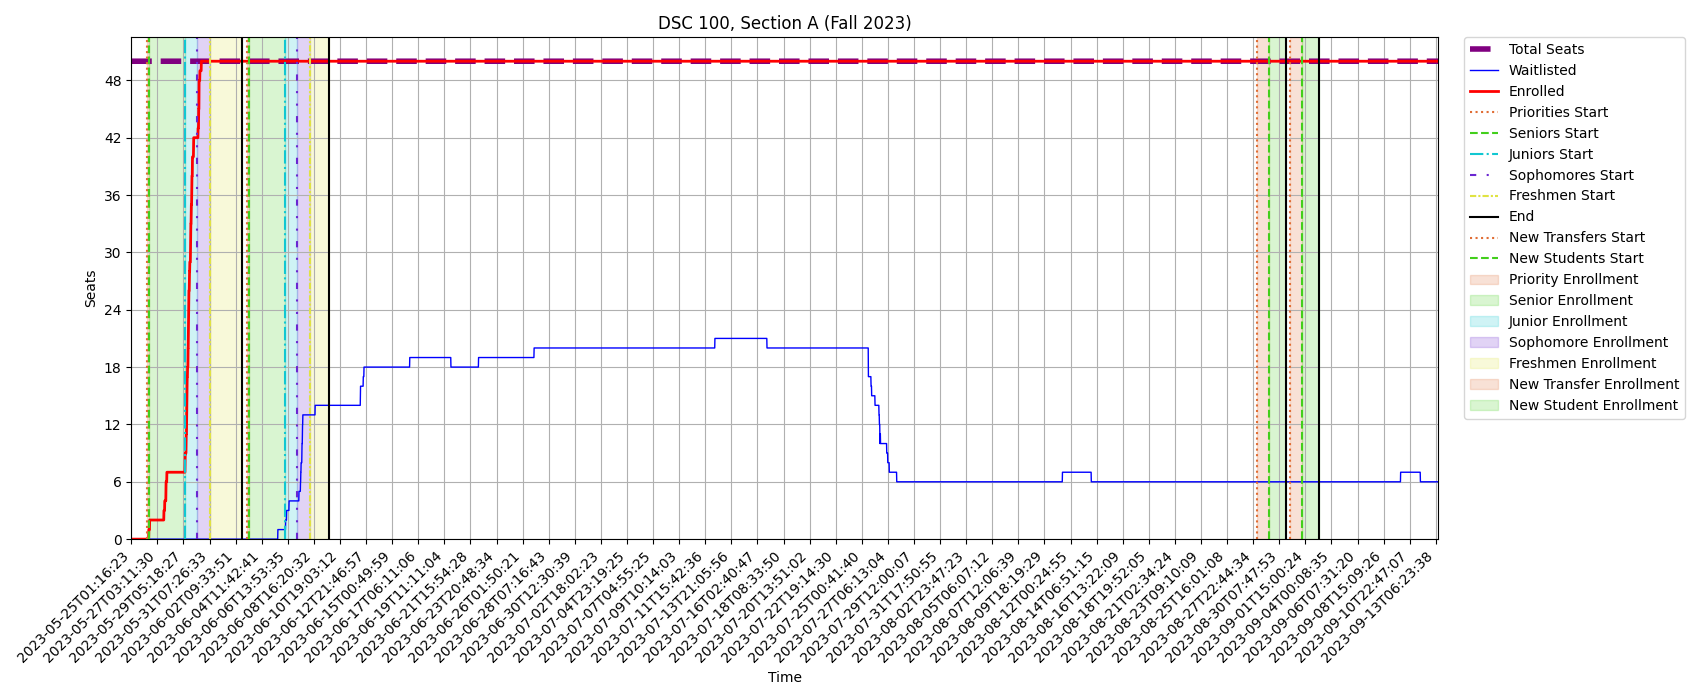 DSC 100, Section A (Fall 2023)
Seats
48
42
36
30
24
18
12
6
0
2023-05-25T01:16:23
2023-05-27T03:11:30
2023-05-29T05:18:27
2023-05-31T07:26:33
2023-06-02T09:33:51
2023-06-04T11:42:41
2023-06-06T13:53:35
2023-06-08T16:20:32
2023-06-10T19:03:12
2023-06-12T21:46:57
2023-06-15T00:49:59
2023-06-17T06:11:06
2023-06-19T11:11:04
2023-06-21T15:54:28
2023-06-23T20:48:34
2023-06-26T01:50:21
2023-06-28T07:16:43
2023-06-30T12:30:39
2023-07-02T18:02:23
2023-07-04T23:19:25
2023-07-07T04:55:25
2023-07-09T10:14:03
2023-07-11T15:42:36
2023-07-13T21:05:56
2023-07-16T02:40:47
2023-07-18T08:33:50
2023-07-20T13:51:02
2023-07-22T19:14:30
2023-07-25T00:41:40
2023-07-27T06:13:04
2023-07-29T12:00:07
2023-07-31T17:50:55
2023-08-02T23:47:23
2023-08-05T06:07:12
2023-08-07T12:06:39
2023-08-09T18:19:29
2023-08-12T00:24:55
2023-08-14T06:51:15
2023-08-16T13:22:09
2023-08-18T19:52:05
2023-08-21T02:34:24
2023-08-23T09:10:09
2023-08-25T16:01:08
2023-08-27T22:44:34
2023-08-30T07:47:53
2023-09-01T15:00:24
2023-09-04T00:08:35
2023-09-06T07:31:20
2023-09-08T15:09:26
2023-09-10T22:47:07
2023-09-13T06:23:38
Time
Total Seats
Waitlisted
Enrolled
Priorities Start
Seniors Start
Juniors Start
Sophomores Start
Freshmen Start
End
New Transfers Start
New Students Start
Priority Enrollment
Senior Enrollment
Junior Enrollment
Sophomore Enrollment
Freshmen Enrollment
New Transfer Enrollment
New Student Enrollment